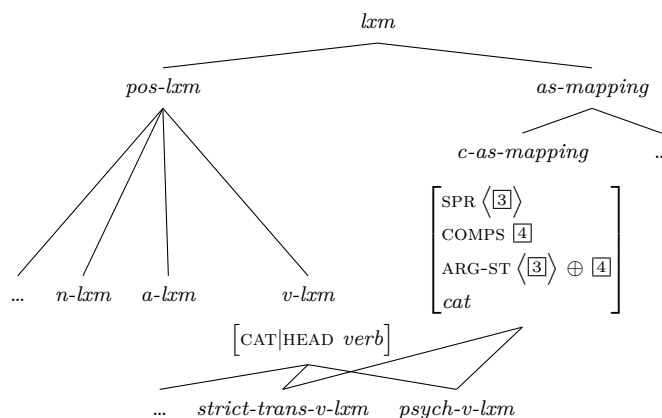 lxm
pos-lxm as-mapping
c-as-mapping ...
[SPR ⟨[3]⟩
COMPS [4]
ARG-ST ⟨[3]⟩ ⊕ [4]
cat]
... n-lxm a-lxm v-lxm
[CAT|HEAD verb]
... strict-trans-v-lxm psych-v-lxm